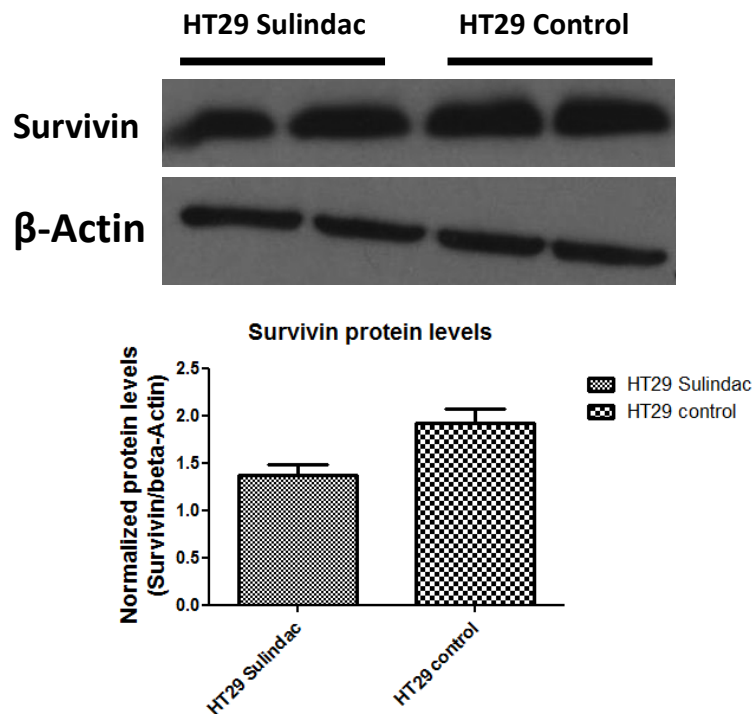 HT29 Sulindac
HT29 Control
Survivin
β-Actin
Survivin protein levels
Normalized protein levels
(Survivin/beta-Actin)
2.5
2.0
1.5
1.0
0.5
0.0
HT29 Sulindac
HT29 control
HT29 Sulindac
HT29 control